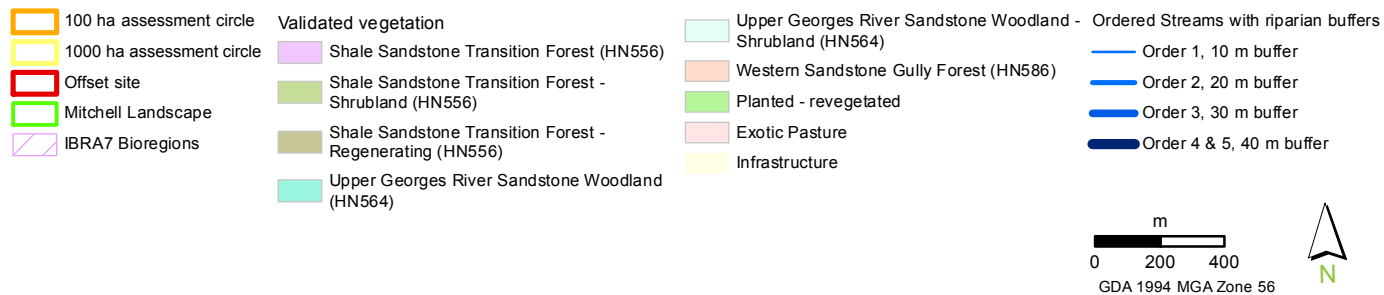 100 ha assessment circle
1000 ha assessment circle
Offset site
Mitchell Landscape
IBRA7 Bioregions
Validated vegetation
Shale Sandstone Transition Forest (HN556)
Shale Sandstone Transition Forest -
Shrubland (HN556)
Shale Sandstone Transition Forest -
Regenerating (HN556)
Upper Georges River Sandstone Woodland
(HN564)
Upper Georges River Sandstone Woodland -
Shrubland (HN564)
Western Sandstone Gully Forest (HN586)
Planted - revegetated
Exotic Pasture
Infrastructure
Ordered Streams with riparian buffers
Order 1, 10 m buffer
Order 2, 20 m buffer
Order 3, 30 m buffer
Order 4 & 5, 40 m buffer
m
0 200 400
GDA 1994 MGA Zone 56
N